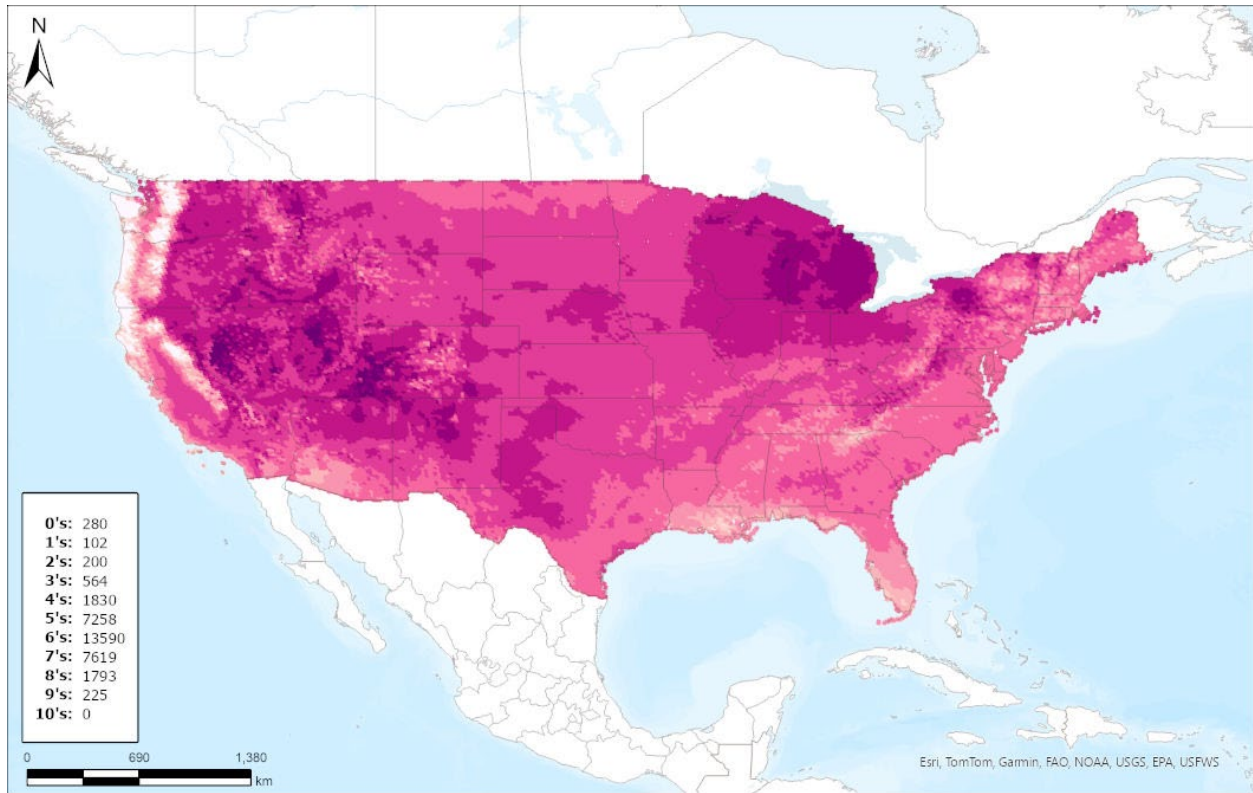 N
0's: 280
1's: 102
2's: 200
3's: 564
4's: 1830
5's: 7258
6's: 13590
7's: 7619
8's: 1793
9's: 225
10's: 0
0 690 1,380
km
Esri, TomTom, Garmin, FAO, NOAA, USGS, EPA, USFWS